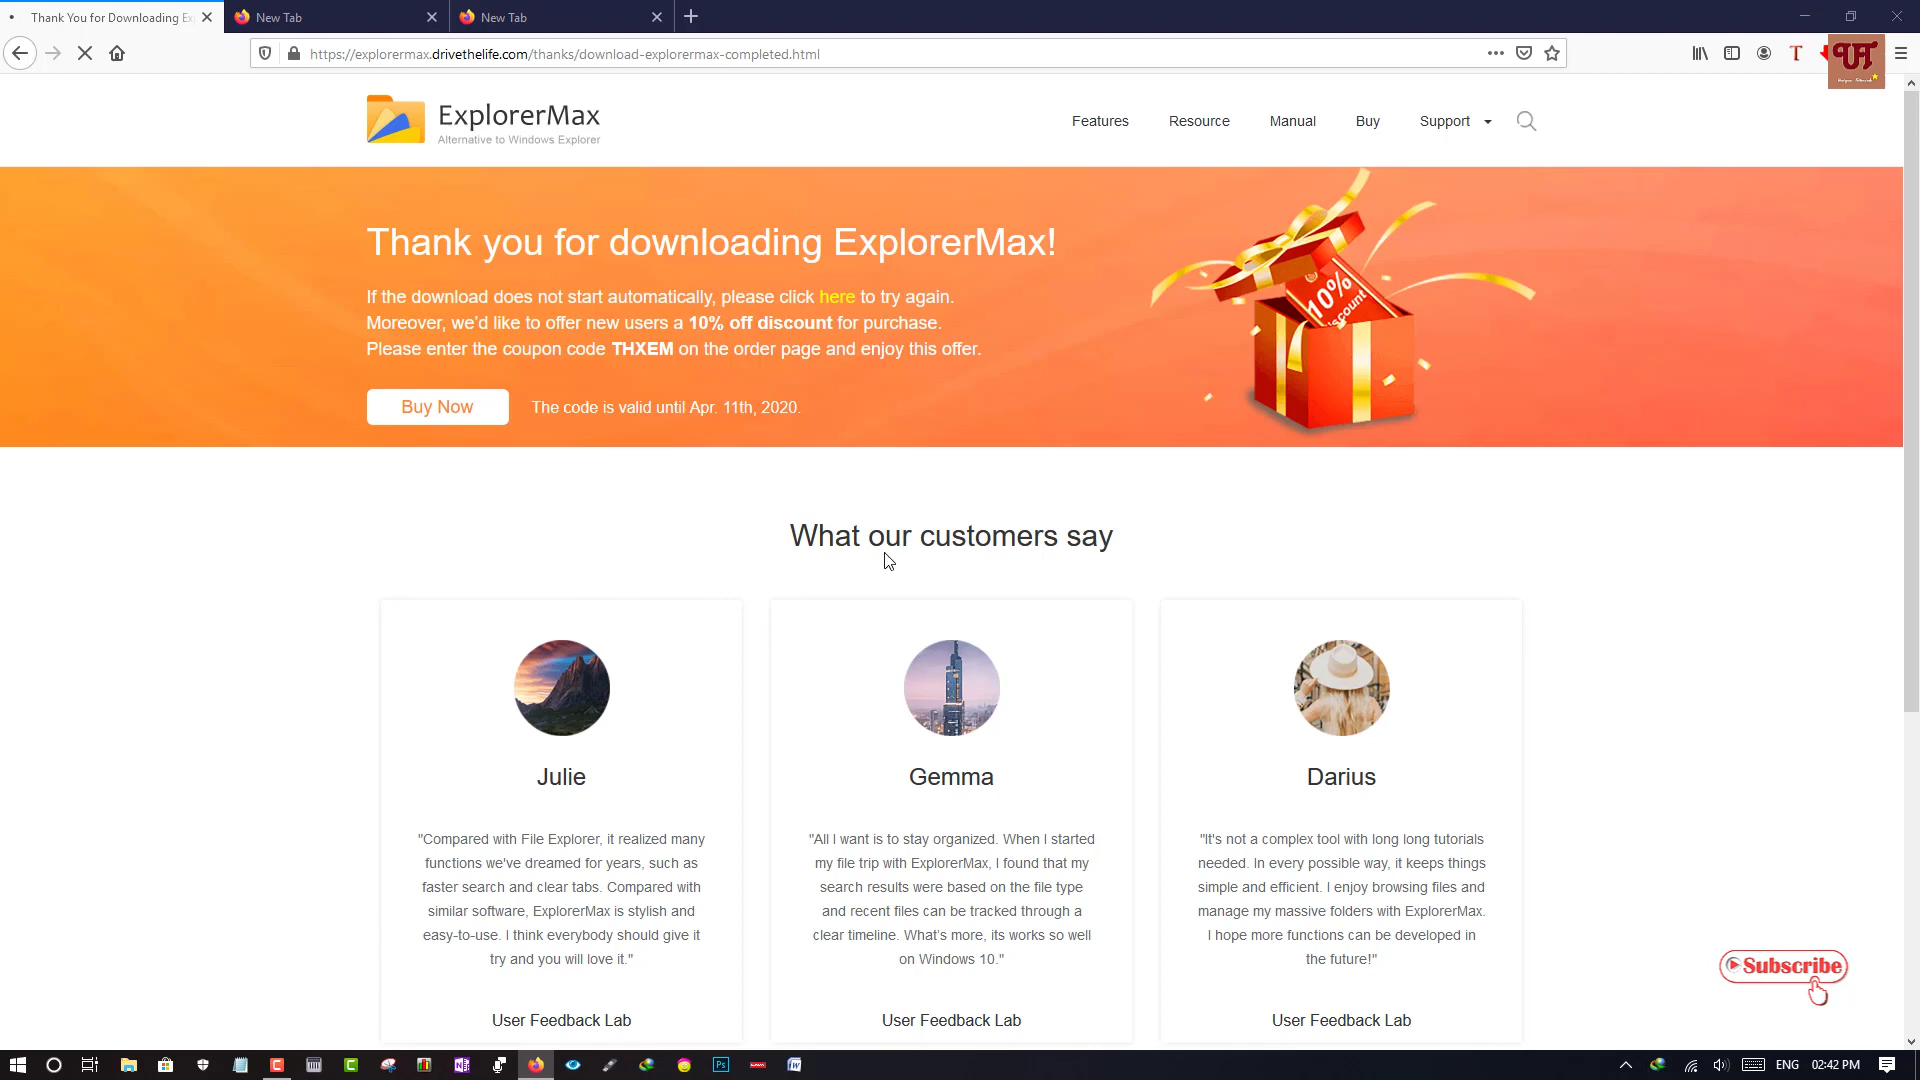 Thank You for Downloading Ex
New Tab
New Tab
https://explorermax.drivethelife.com/thanks/download-explorermax-completed.html
T
UT
ExplorerMax
Alternative to Windows Explorer
Features
Resource
Manual
Buy
Support
Thank you for downloading ExplorerMax!
If the download does not start automatically, please click here to try again.
Moreover, we'd like to offer new users a 10% off discount for purchase.
Please enter the coupon code THXEM on the order page and enjoy this offer.
Buy Now
The code is valid until Apr. 11th, 2020.
10%
scount
What our customers say
Julie
"Compared with File Explorer, it realized many
functions we've dreamed for years, such as
faster search and clear tabs. Compared with
similar software, ExplorerMax is stylish and
easy-to-use. I think everybody should give it
try and you will love it."
User Feedback Lab
Gemma
"All I want is to stay organized. When I started
my file trip with ExplorerMax, I found that my
search results were based on the file type
and recent files can be tracked through a
clear timeline. What's more, its works so well
on Windows 10."
User Feedback Lab
Darius
"It's not a complex tool with long long tutorials
needed. In every possible way, it keeps things
simple and efficient. I enjoy browsing files and
manage my massive folders with ExplorerMax.
I hope more functions can be developed in
the future!"
User Feedback Lab
Subscribe
Ps
ENG
02:42 PM